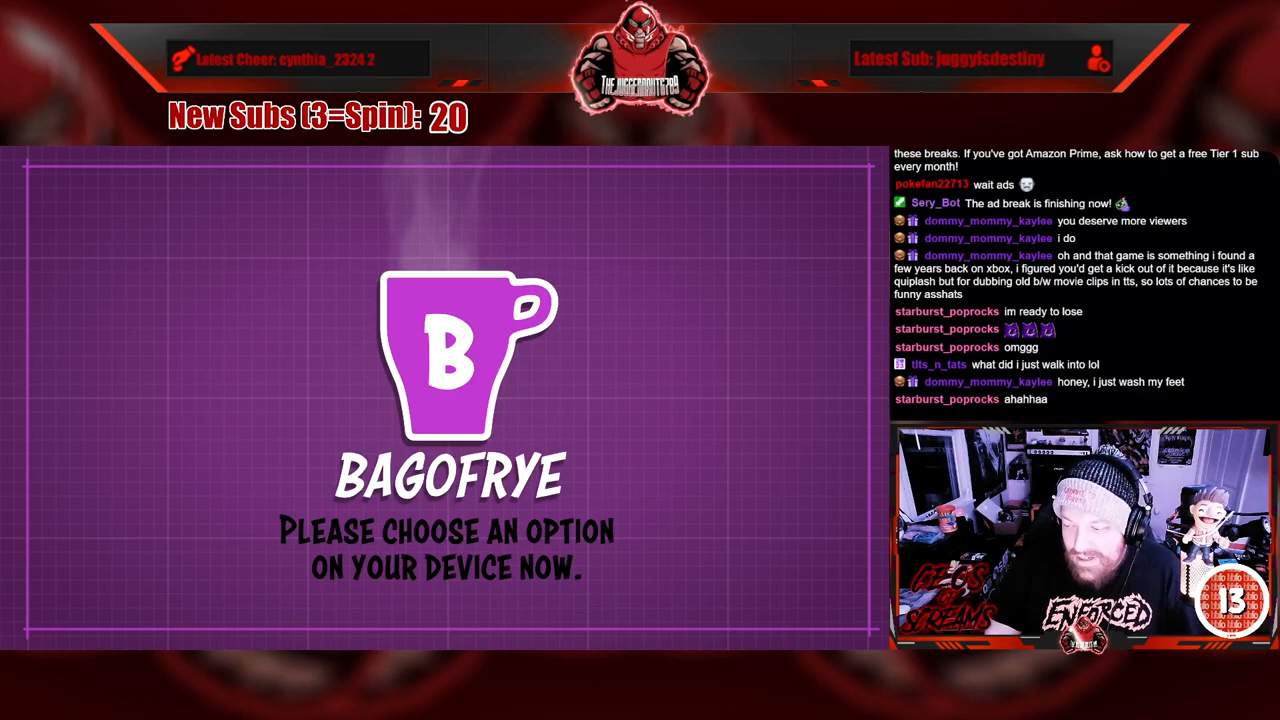 Latest Cheer: cynthia_2324 2
THEJUGGERNAUT6789
Latest Sub: juggyisdestiny
New Subs (3=Spin): 20
these breaks. If you've got Amazon Prime, ask how to get a free Tier 1 sub
every month!
pokefan22713 wait ads
Sery_Bot The ad break is finishing now!
dommy_mommy_kaylee you deserve more viewers
dommy_mommy_kaylee i do
dommy_mommy_kaylee oh and that game is something i found a
few years back on xbox, i figured you'd get a kick out of it because it's like
quiplash but for dubbing old b/w movie clips in tts, so lots of chances to be
funny asshats
starburst_poprocks im ready to lose
starburst_poprocks
starburst_poprocks omggg
tits_n_tats what did i just walk into lol
dommy_mommy_kaylee honey, i just wash my feet
starburst_poprocks ahahhaa
B
BAGOFRYE
PLEASE CHOOSE AN OPTION
ON YOUR DEVICE NOW.
SCREAMS
ENFORCED
13